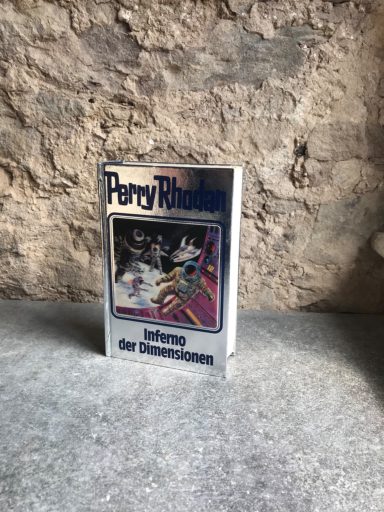 Perry Rhodan
Inferno
der Dimensionen